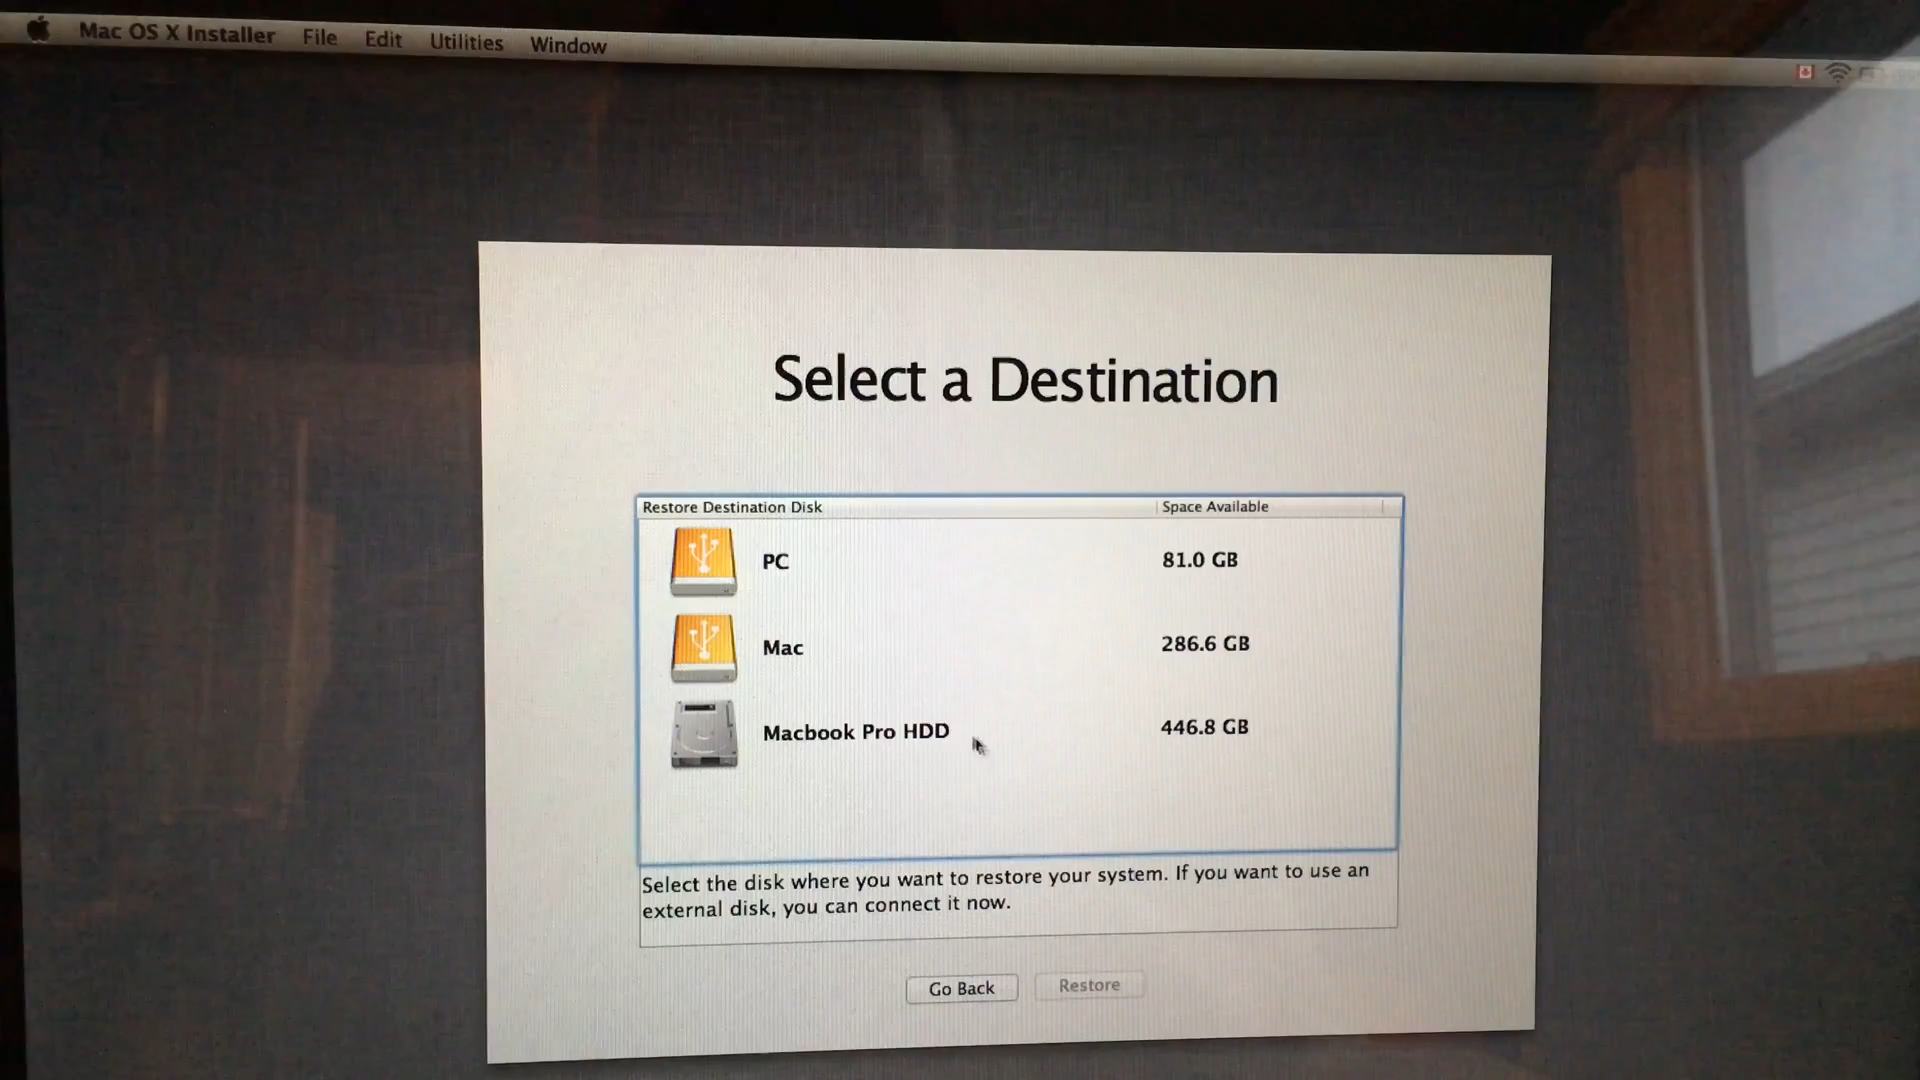 Mac OS X Installer File Edit Utilities Window
Select a Destination
Restore Destination Disk Space Available
PC 81.0 GB
Mac 286.6 GB
Macbook Pro HDD 446.8 GB
Select the disk where you want to restore your system. If you want to use an
external disk, you can connect it now.
Go Back Restore